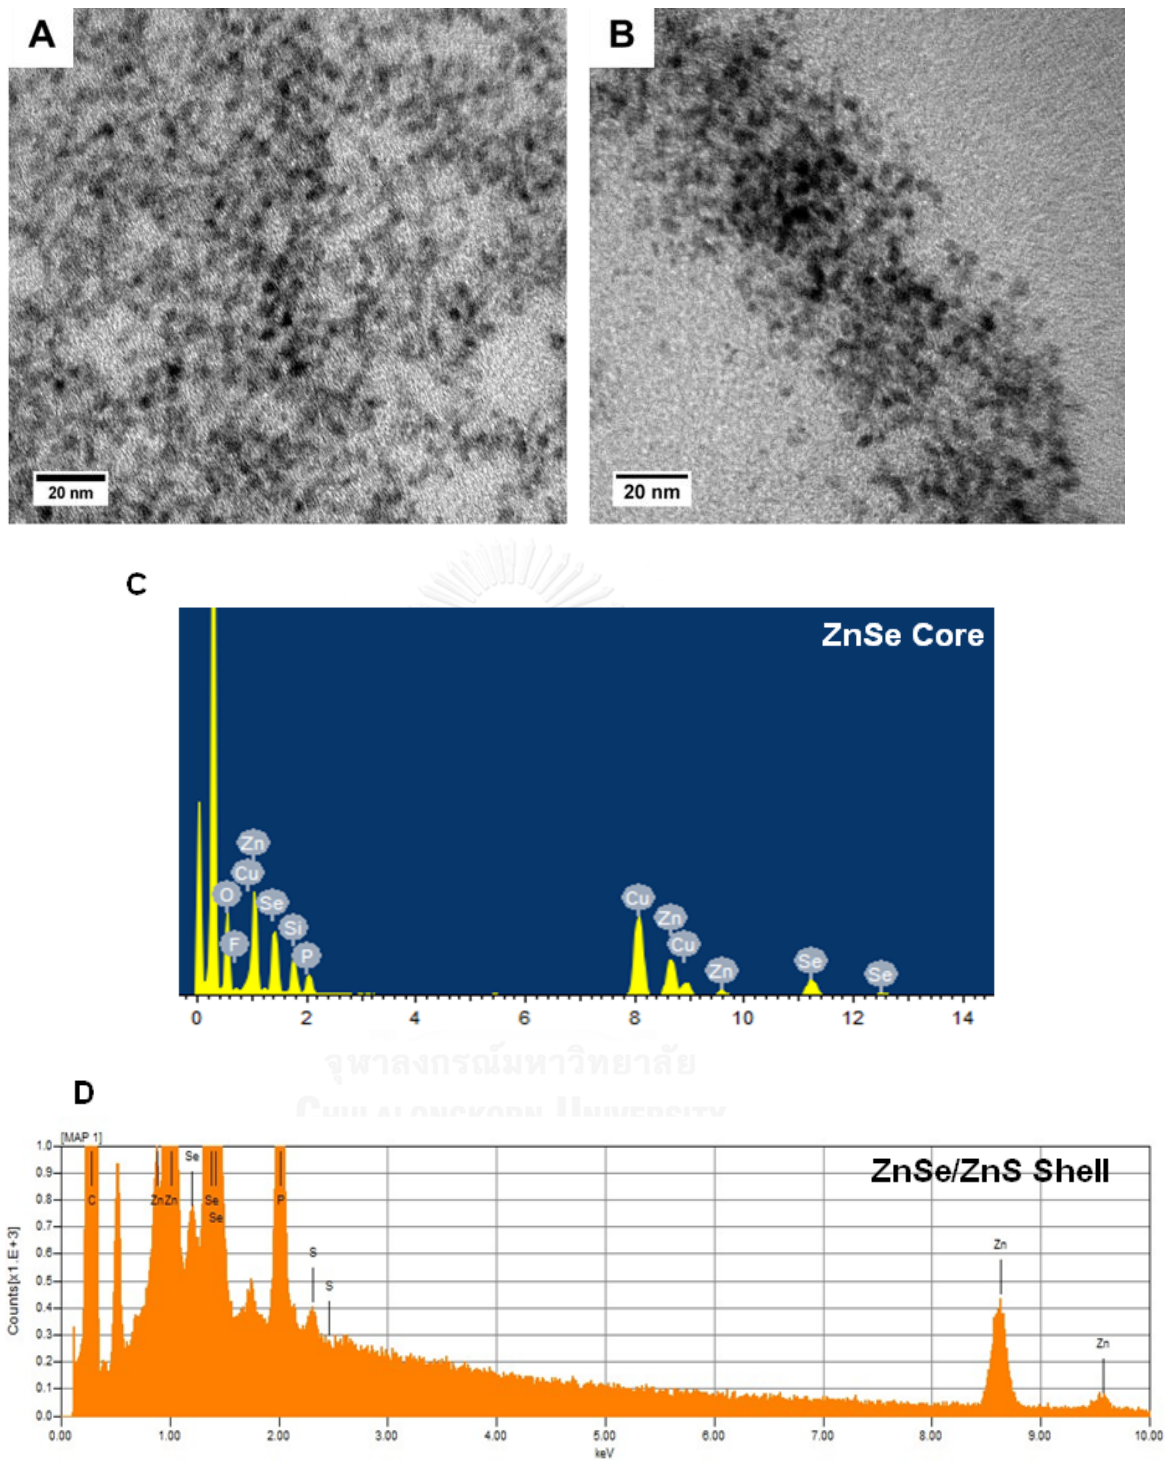 A
B
20 nm
20 nm
C
ZnSe Core
Zn
Cu
O
Se
F
Si
P
Cu
Zn
Cu
Zn
Se
Se
0 2 4 6 8 10 12 14
จุฬาลงกรณ์มหาวิทยาลัย
CHULALONGKORN UNIVERSITY
D
[MAP 1]
ZnSe/ZnS Shell
Counts[x1.E+3]
1.0
0.9
0.8
0.7
0.6
0.5
0.4
0.3
0.2
0.1
0.0
C
Zn Zn
Se
Se
Se
P
S
S
Zn
Zn
0.00 1.00 2.00 3.00 4.00 5.00 6.00 7.00 8.00 9.00 10.00
keV